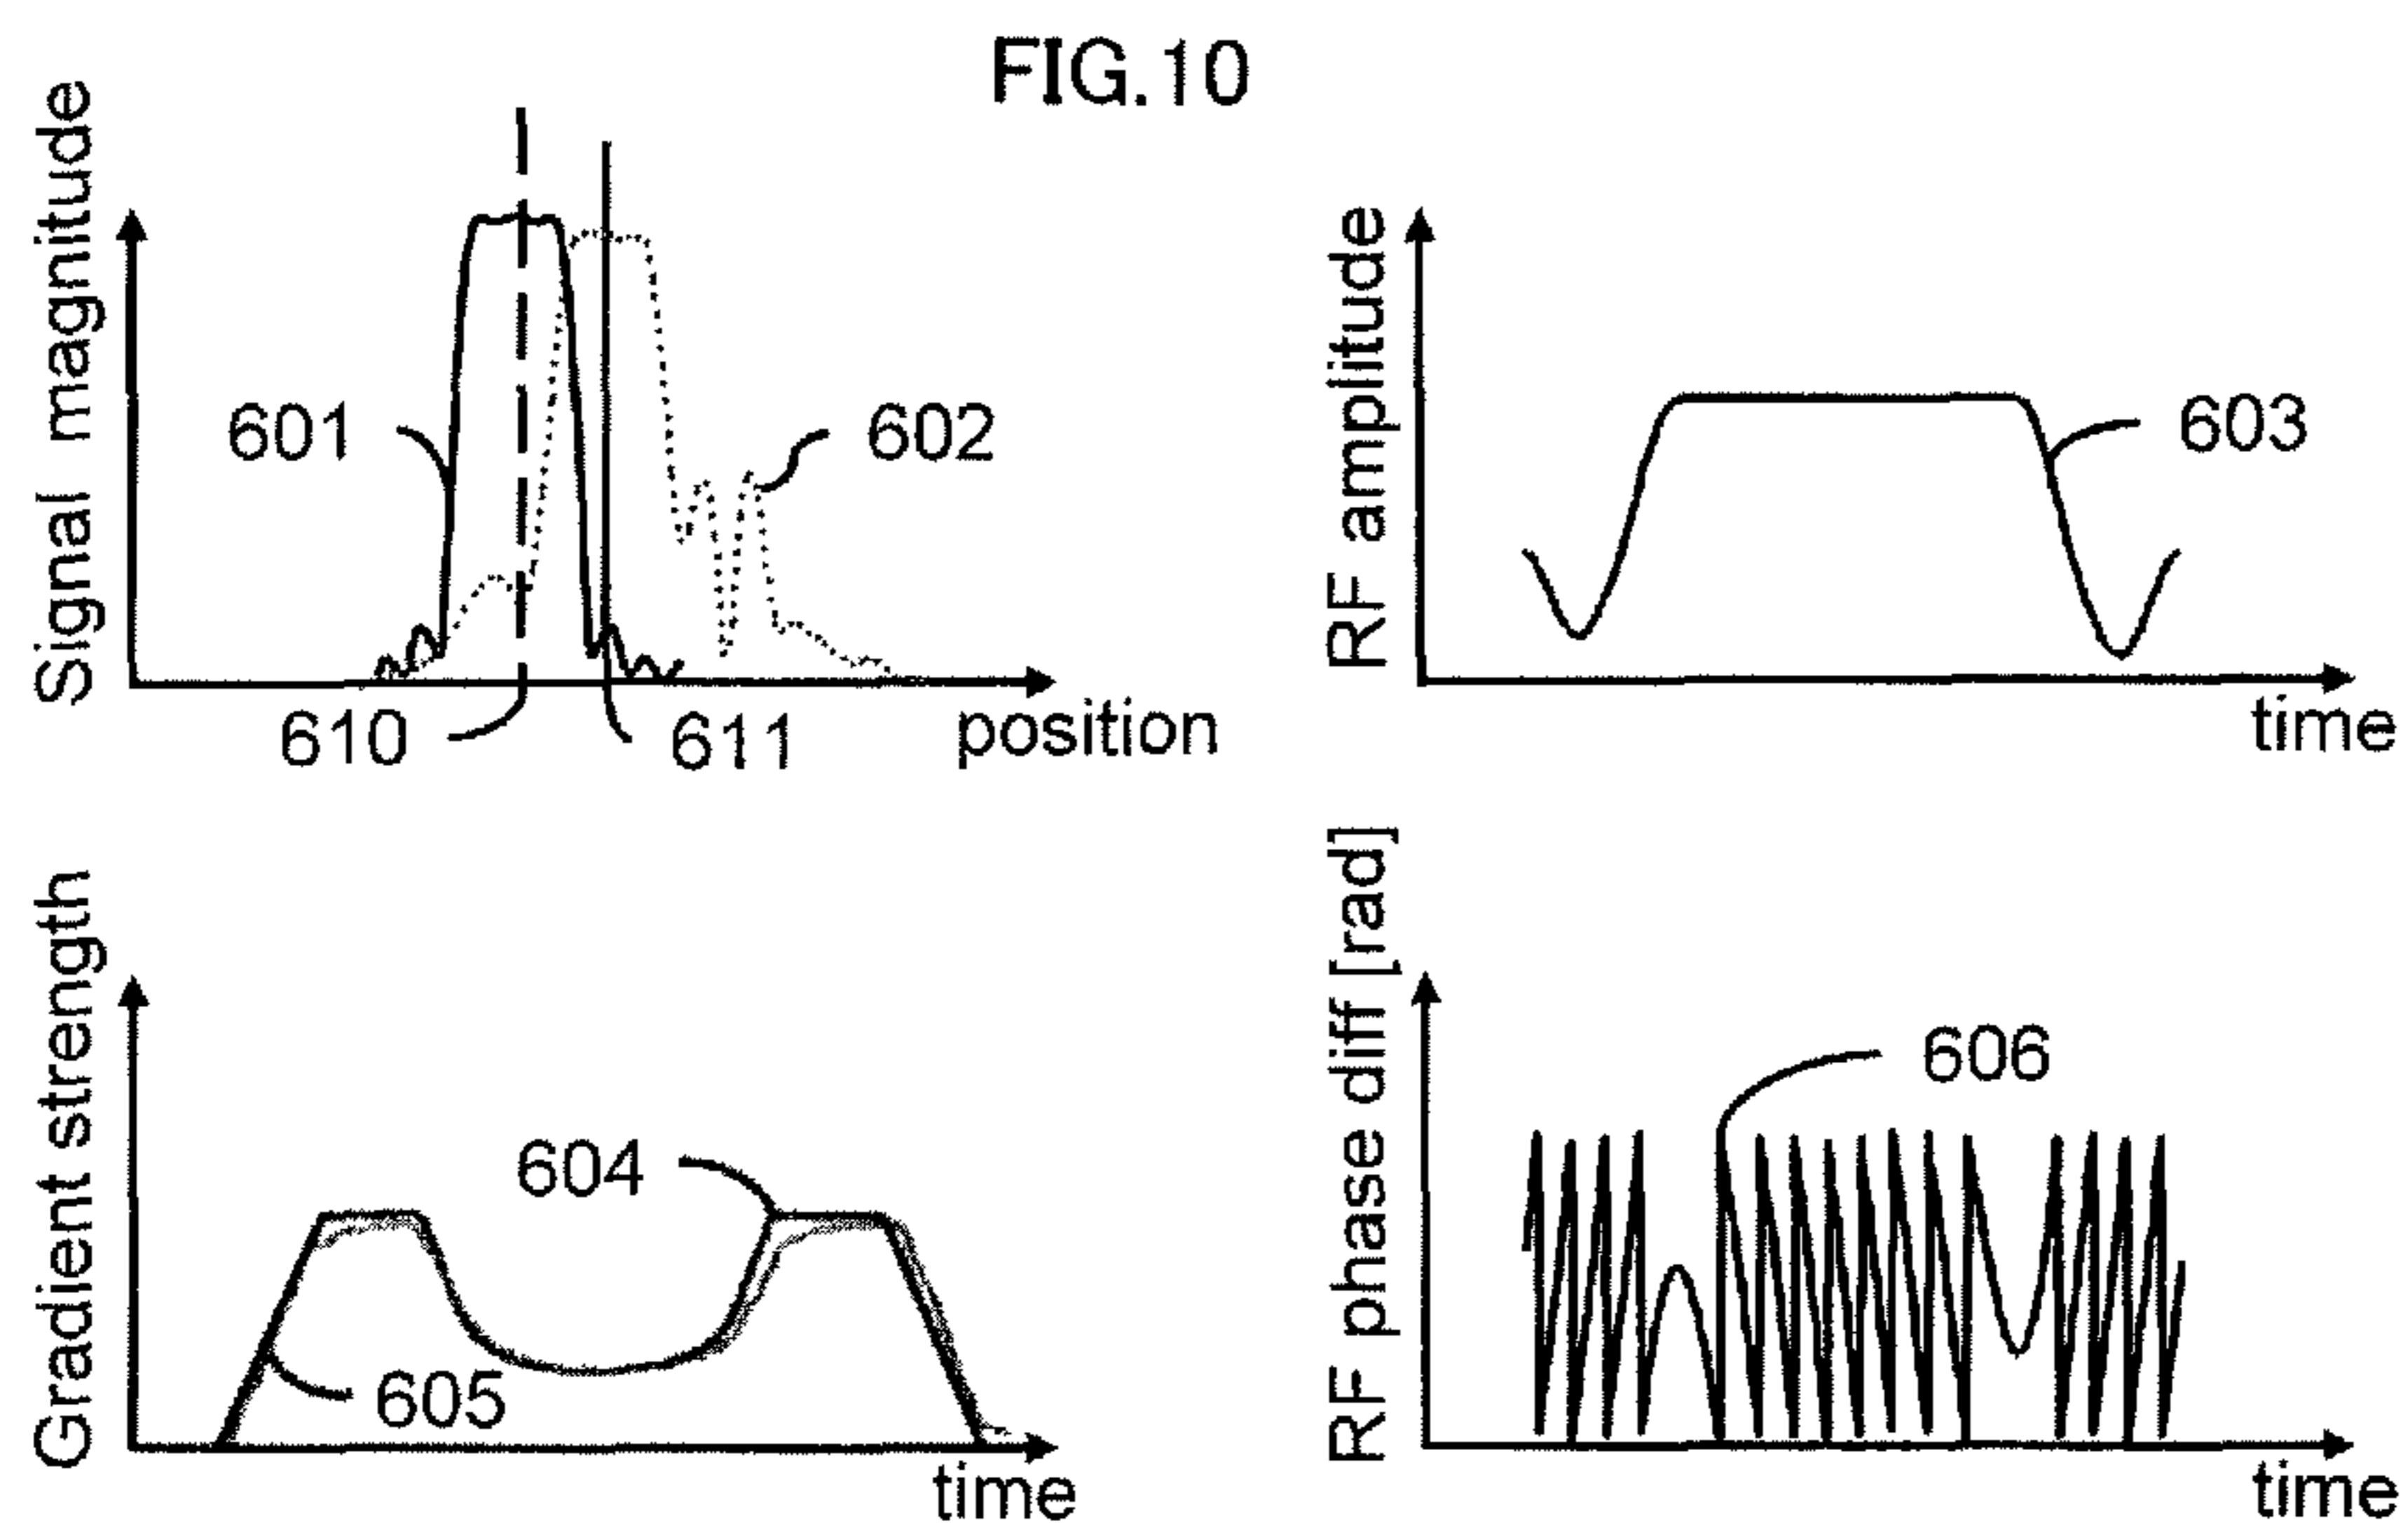 FIG.10
Signal magnitude
601
602
610
611
position
RF amplitude
603
time
Gradient strength
604
605
time
RF phase diff [rad]
606
time